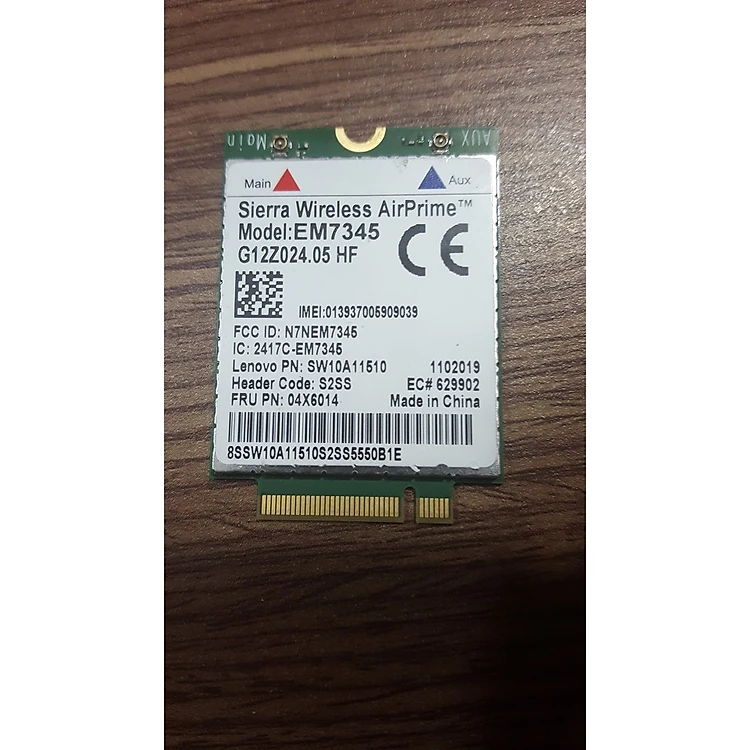 Main AUX
Main Aux
Sierra Wireless AirPrime™
Model:EM7345
G12Z024.05 HF
CE
IMEI:013937005909039
FCC ID: N7NEM7345
IC: 2417C-EM7345
Lenovo PN: SW10A11510 1102019
Header Code: S2SS EC# 629902
FRU PN: 04X6014 Made in China
8SSW10A11510S2SS5550B1E